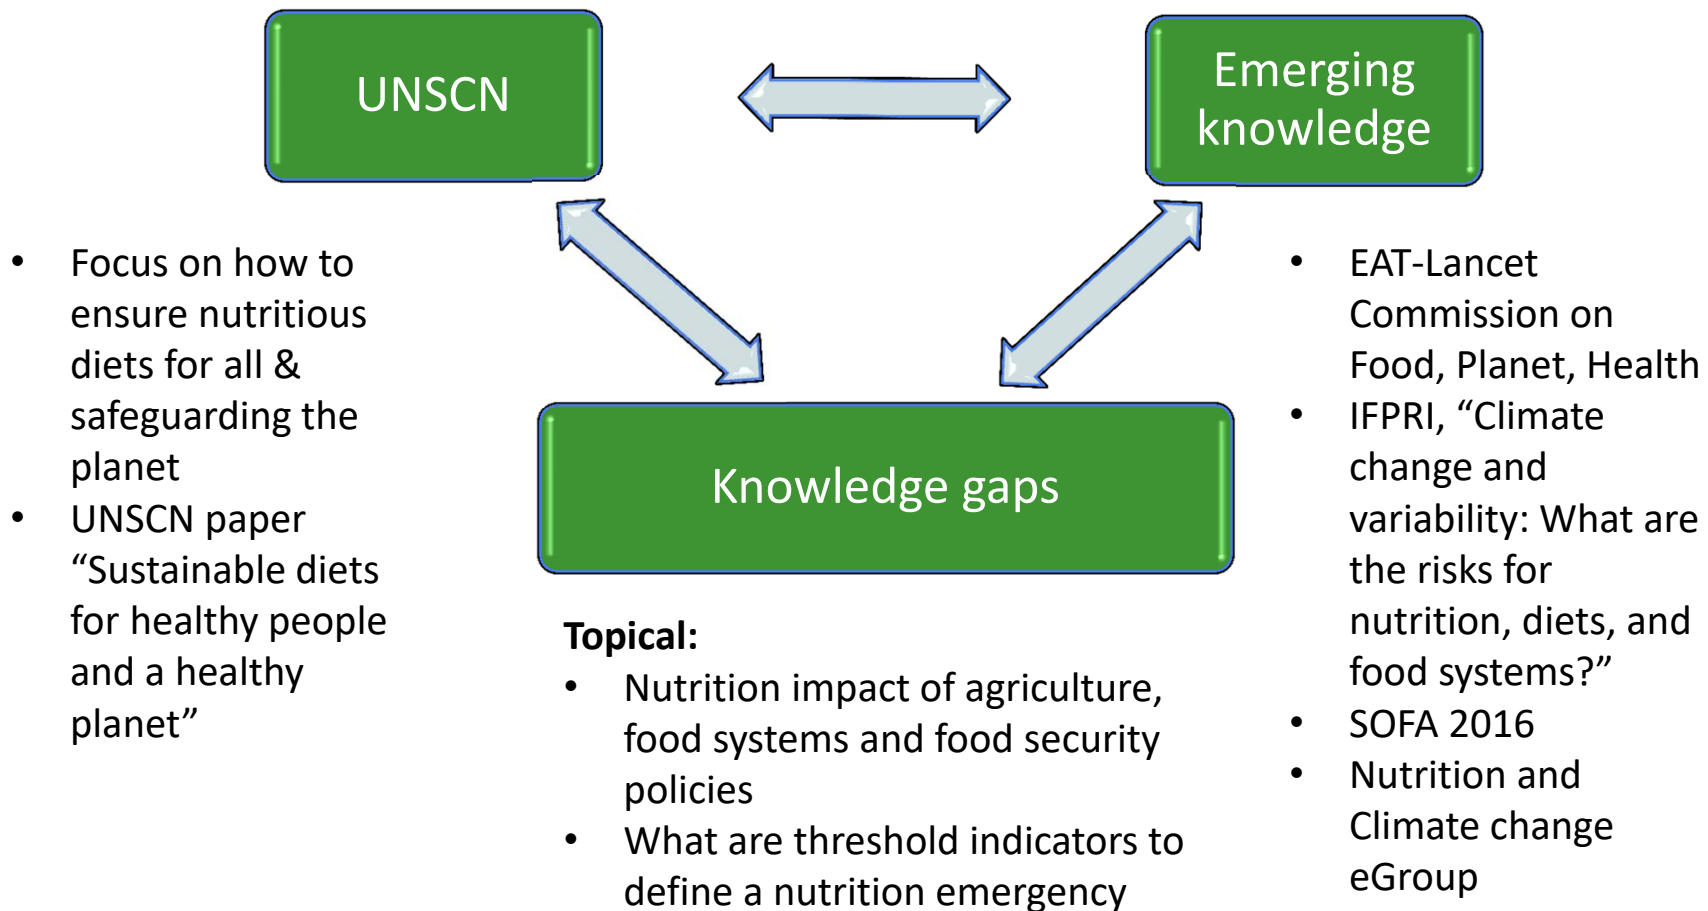 UNSCN
Emerging
knowledge
Knowledge gaps
• Focus on how to
ensure nutritious
diets for all &
safeguarding the
planet
• UNSCN paper
“Sustainable diets
for healthy people
and a healthy
planet”
Topical:
• Nutrition impact of agriculture,
food systems and food security
policies
• What are threshold indicators to
define a nutrition emergency
• EAT-Lancet
Commission on
Food, Planet, Health
• IFPRI, “Climate
change and
variability: What are
the risks for
nutrition, diets, and
food systems?”
• SOFA 2016
• Nutrition and
Climate change
eGroup